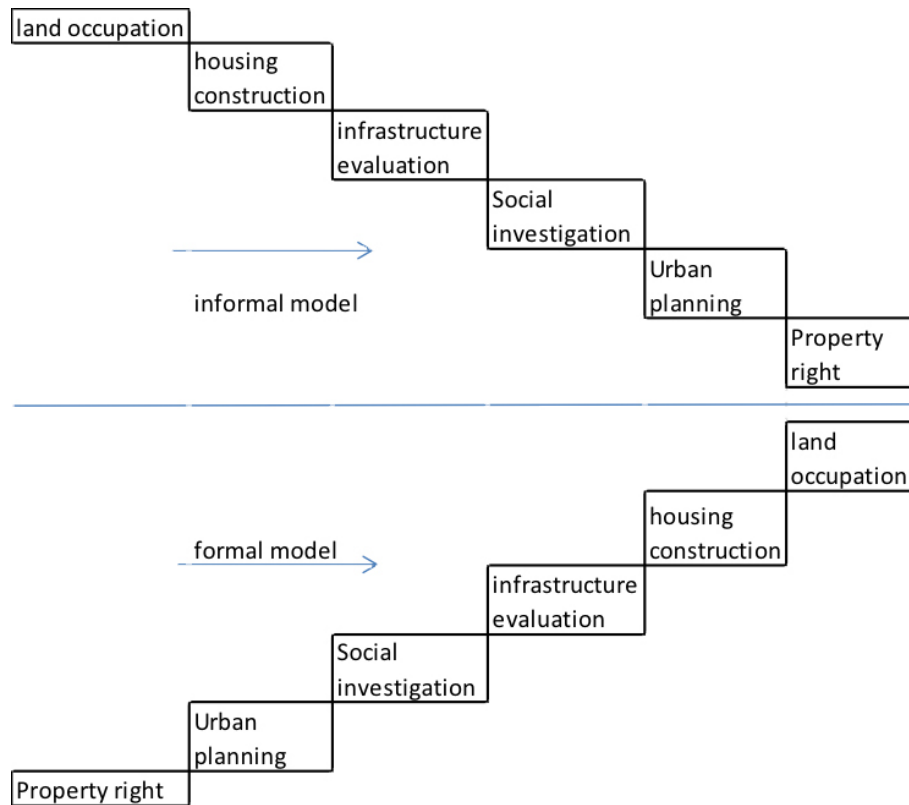 land occupation
housing
construction
infrastructure
evaluation
Social
investigation
Urban
planning
informal model
Property
right
land
occupation
housing
construction
formal model
infrastructure
evaluation
Social
investigation
Urban
planning
Property right